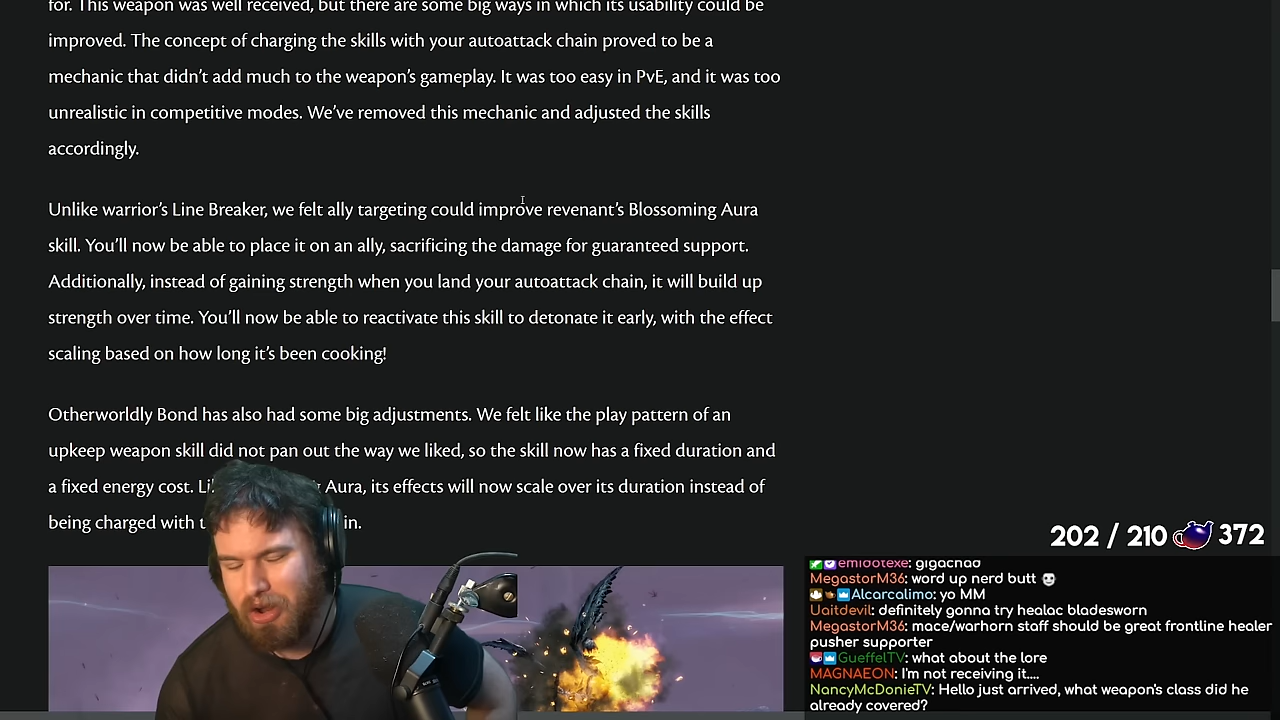 for. This weapon was well received, but there are some big ways in which its usability could be
improved. The concept of charging the skills with your autoattack chain proved to be a
mechanic that didn’t add much to the weapon’s gameplay. It was too easy in PvE, and it was too
unrealistic in competitive modes. We’ve removed this mechanic and adjusted the skills
accordingly.
Unlike warrior’s Line Breaker, we felt ally targeting could improve revenant’s Blossoming Aura
skill. You’ll now be able to place it on an ally, sacrificing the damage for guaranteed support.
Additionally, instead of gaining strength when you land your autoattack chain, it will build up
strength over time. You’ll now be able to reactivate this skill to detonate it early, with the effect
scaling based on how long it’s been cooking!
Otherworldly Bond has also had some big adjustments. We felt like the play pattern of an
upkeep weapon skill did not pan out the way we liked, so the skill now has a fixed duration and
a fixed energy cost. Aura, its effects will now scale over its duration instead of
being charged with
202 / 210 372
emidotexe: gigachad
MegastorM36: word up nerd butt
Alcarcalimo: yo MM
Uaitdevil: definitely gonna try healac bladesworn
MegastorM36: mace/warhorn staff should be great frontline healer
pusher supporter
GueffelTV: what about the lore
MAGNAEON: I'm not receiving it....
NancyMcDonieTV: Hello just arrived, what weapon's class did he
already covered?